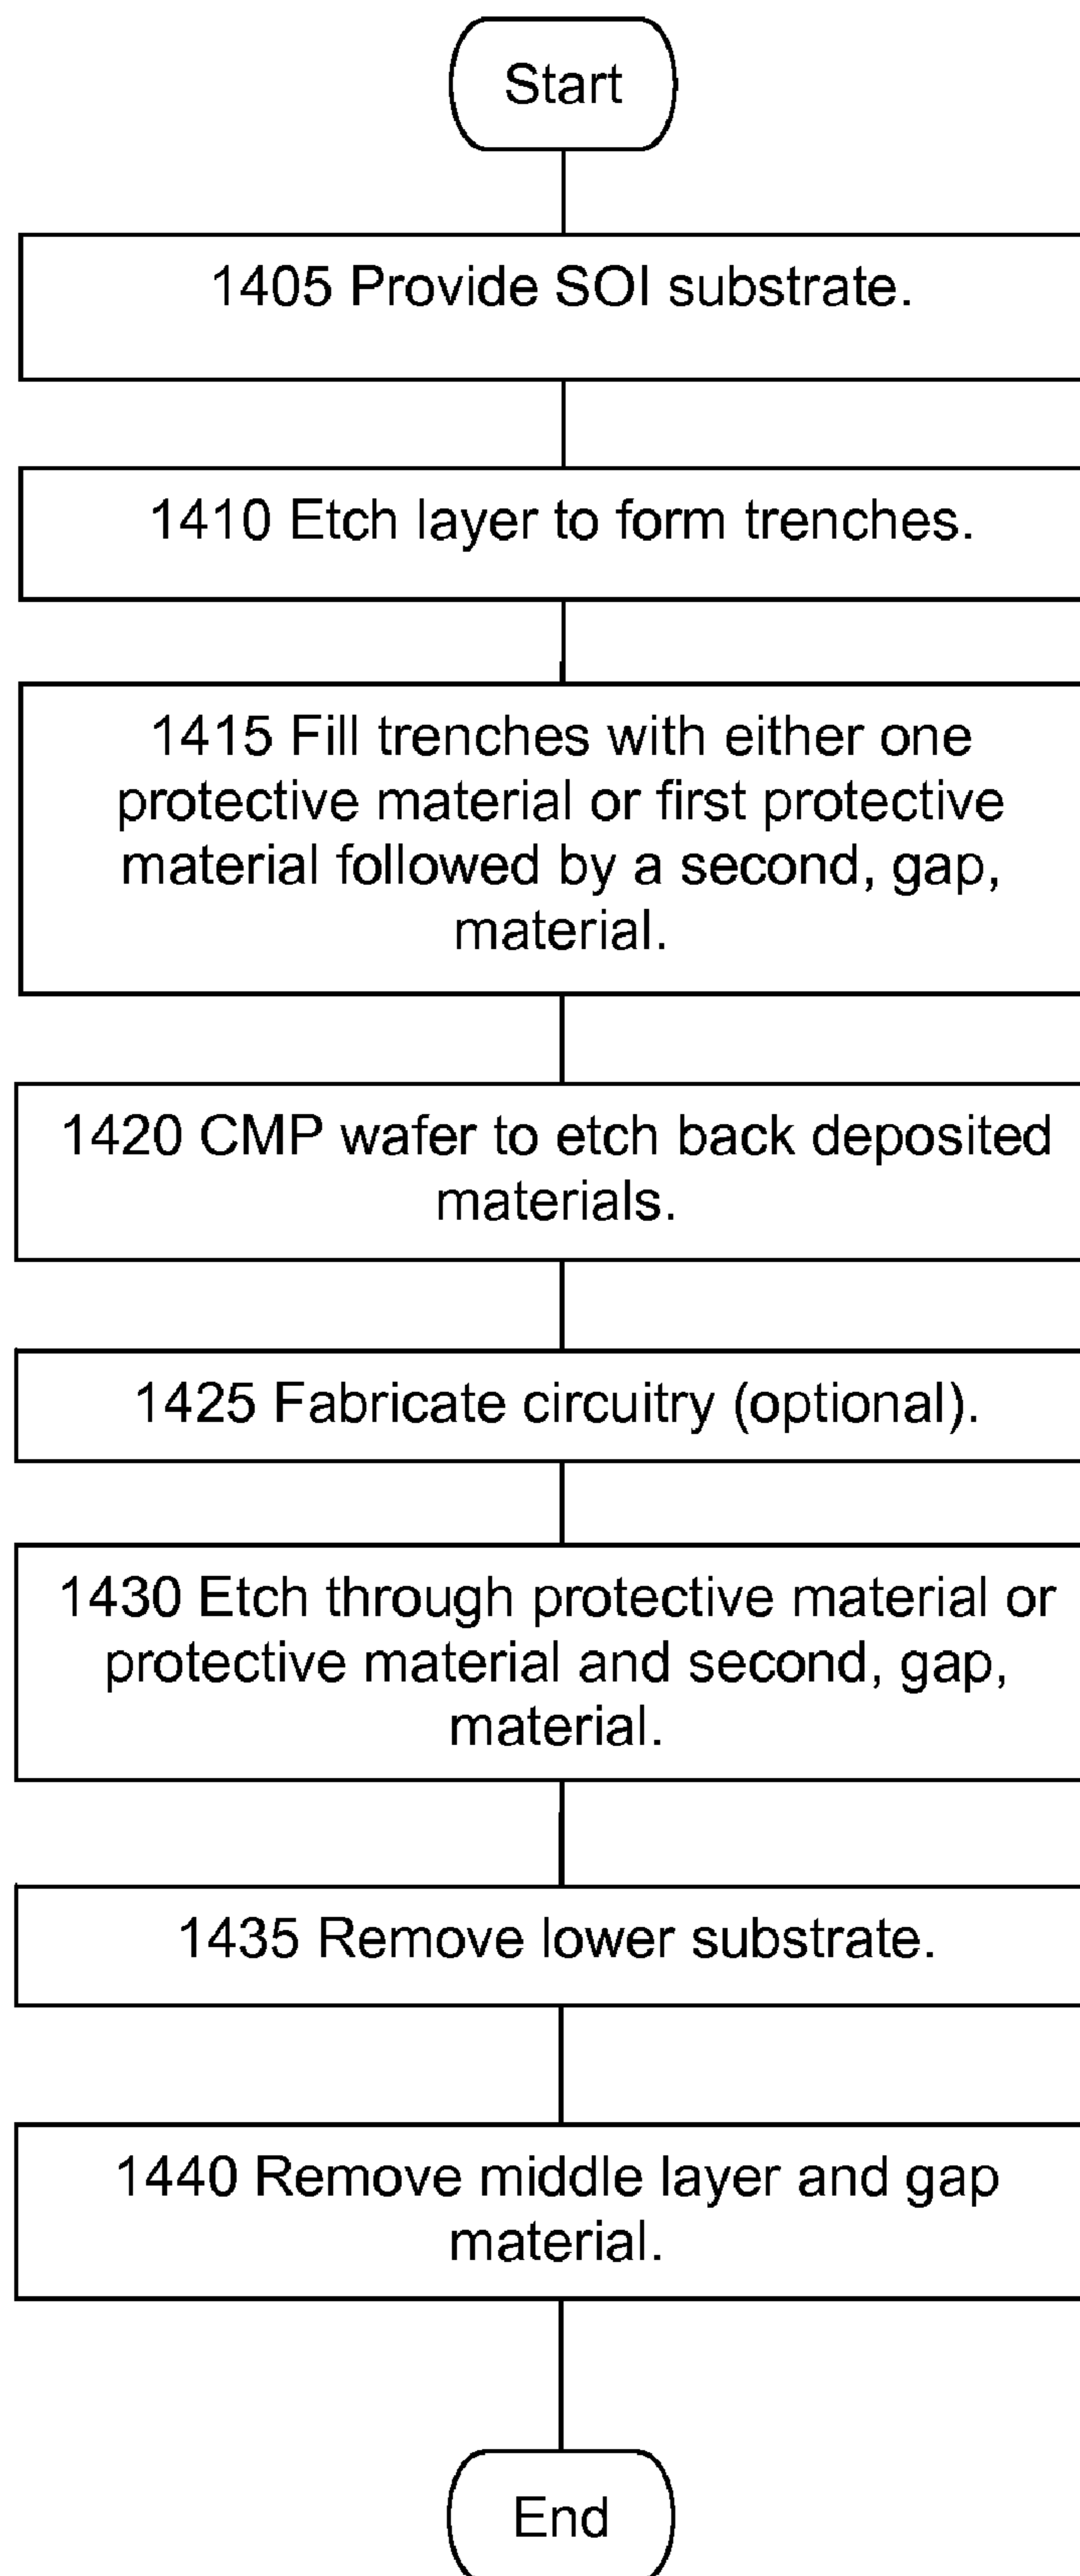 Start
1405 Provide SOI substrate.
1410 Etch layer to form trenches.
1415 Fill trenches with either one
protective material or first protective
material followed by a second, gap,
material.
1420 CMP wafer to etch back deposited
materials.
1425 Fabricate circuitry (optional).
1430 Etch through protective material or
protective material and second, gap,
material.
1435 Remove lower substrate.
1440 Remove middle layer and gap
material.
End